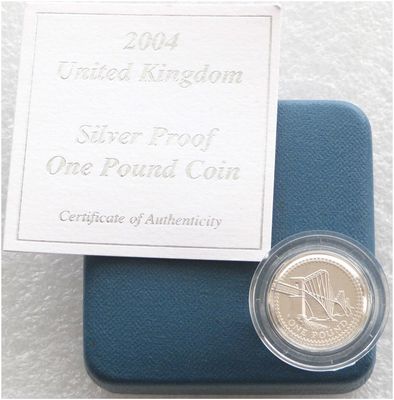 2004
United Kingdom
Silver Proof
One Pound Coin
Certificate of Authenticity
ONE POUND